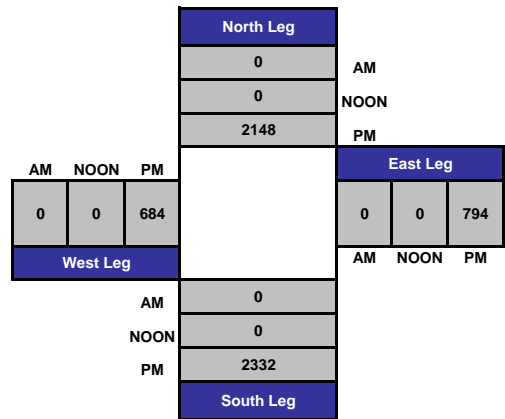 North Leg
0 AM
0 NOON
2148 PM
AM NOON PM East Leg
0 0 684 0 0 794
West Leg AM NOON PM
AM 0
NOON 0
PM 2332
South Leg